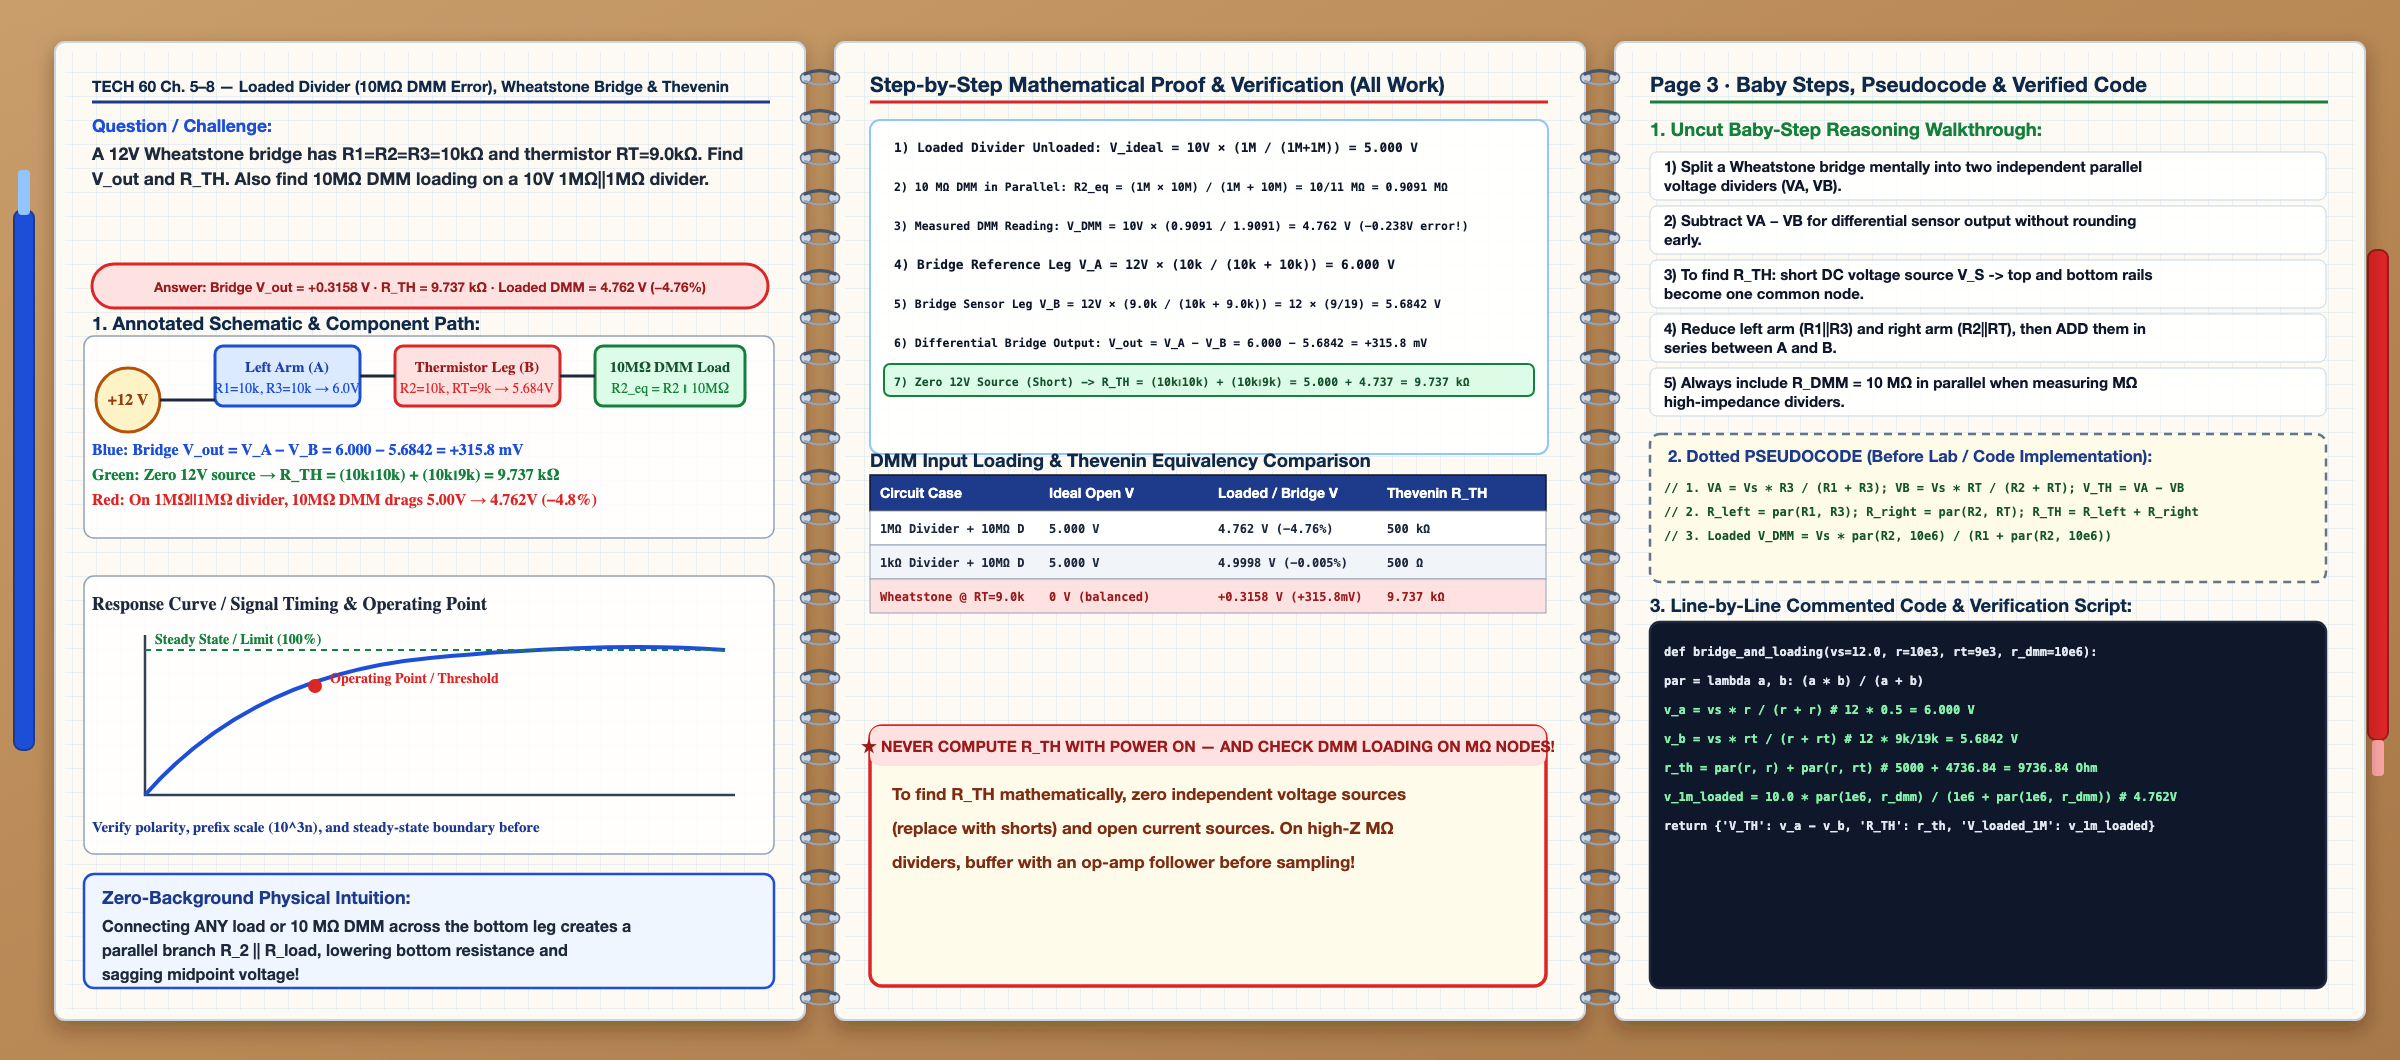 TECH 60 Ch. 5–8 — Loaded Divider (10MΩ DMM Error), Wheatstone Bridge & Thevenin
Question / Challenge:
A 12V Wheatstone bridge has R1=R2=R3=10kΩ and thermistor RT=9.0kΩ. Find
V_out and R_TH. Also find 10MΩ DMM loading on a 10V 1MΩ‖1MΩ divider.
Answer: Bridge V_out = +0.3158 V · R_TH = 9.737 kΩ · Loaded DMM = 4.762 V (−4.76%)
1. Annotated Schematic & Component Path:
+12 V
Left Arm (A)
R1=10k, R3=10k → 6.0V
Thermistor Leg (B)
R2=10k, RT=9k → 5.684V
10MΩ DMM Load
R2_eq = R2 ‖ 10MΩ
Blue: Bridge V_out = V_A − V_B = 6.000 − 5.6842 = +315.8 mV
Green: Zero 12V source → R_TH = (10k‖10k) + (10k‖9k) = 9.737 kΩ
Red: On 1MΩ‖1MΩ divider, 10MΩ DMM drags 5.00V → 4.762V (−4.8%)
Response Curve / Signal Timing & Operating Point
Steady State / Limit (100%)
Operating Point / Threshold
Verify polarity, prefix scale (10^3n), and steady-state boundary before
Zero-Background Physical Intuition:
Connecting ANY load or 10 MΩ DMM across the bottom leg creates a
parallel branch R_2 ‖ R_load, lowering bottom resistance and
sagging midpoint voltage!
Step-by-Step Mathematical Proof & Verification (All Work)
1) Loaded Divider Unloaded: V_ideal = 10V × (1M / (1M+1M)) = 5.000 V
2) 10 MΩ DMM in Parallel: R2_eq = (1M × 10M) / (1M + 10M) = 10/11 MΩ = 0.9091 MΩ
3) Measured DMM Reading: V_DMM = 10V × (0.9091 / 1.9091) = 4.762 V (−0.238V error!)
4) Bridge Reference Leg V_A = 12V × (10k / (10k + 10k)) = 6.000 V
5) Bridge Sensor Leg V_B = 12V × (9.0k / (10k + 9.0k)) = 12 × (9/19) = 5.6842 V
6) Differential Bridge Output: V_out = V_A − V_B = 6.000 − 5.6842 = +315.8 mV
7) Zero 12V Source (Short) −> R_TH = (10k‖10k) + (10k‖9k) = 5.000 + 4.737 = 9.737 kΩ
DMM Input Loading & Thevenin Equivalency Comparison
Circuit Case Ideal Open V Loaded / Bridge V Thevenin R_TH
1MΩ Divider + 10MΩ D 5.000 V 4.762 V (−4.76%) 500 kΩ
1kΩ Divider + 10MΩ D 5.000 V 4.9998 V (−0.005%) 500 Ω
Wheatstone @ RT=9.0k 0 V (balanced) +0.3158 V (+315.8mV) 9.737 kΩ
★ NEVER COMPUTE R_TH WITH POWER ON — AND CHECK DMM LOADING ON MΩ NODES!
To find R_TH mathematically, zero independent voltage sources
(replace with shorts) and open current sources. On high-Z MΩ
dividers, buffer with an op-amp follower before sampling!
Page 3 · Baby Steps, Pseudocode & Verified Code
1. Uncut Baby-Step Reasoning Walkthrough:
1) Split a Wheatstone bridge mentally into two independent parallel
voltage dividers (VA, VB).
2) Subtract VA − VB for differential sensor output without rounding
early.
3) To find R_TH: short DC voltage source V_S -> top and bottom rails
become one common node.
4) Reduce left arm (R1‖R3) and right arm (R2‖RT), then ADD them in
series between A and B.
5) Always include R_DMM = 10 MΩ in parallel when measuring MΩ
high-impedance dividers.
2. Dotted PSEUDOCODE (Before Lab / Code Implementation):
// 1. VA = Vs * R3 / (R1 + R3); VB = Vs * RT / (R2 + RT); V_TH = VA − VB
// 2. R_left = par(R1, R3); R_right = par(R2, RT); R_TH = R_left + R_right
// 3. Loaded V_DMM = Vs * par(R2, 10e6) / (R1 + par(R2, 10e6))
3. Line-by-Line Commented Code & Verification Script:
def bridge_and_loading(vs=12.0, r=10e3, rt=9e3, r_dmm=10e6):
par = lambda a, b: (a * b) / (a + b)
v_a = vs * r / (r + r) # 12 * 0.5 = 6.000 V
v_b = vs * rt / (r + rt) # 12 * 9k/19k = 5.6842 V
r_th = par(r, r) + par(r, rt) # 5000 + 4736.84 = 9736.84 Ohm
v_1m_loaded = 10.0 * par(1e6, r_dmm) / (1e6 + par(1e6, r_dmm)) # 4.762V
return {'V_TH': v_a − v_b, 'R_TH': r_th, 'V_loaded_1M': v_1m_loaded}